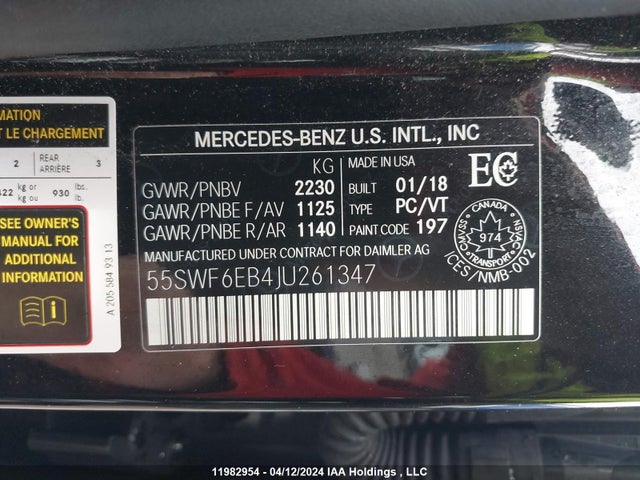 MATION
T LE CHARGEMENT
2 REAR ARRIÈRE 3
422 kg or kg ou 930 lbs. lb.
SEE OWNER'S
MANUAL FOR
ADDITIONAL
INFORMATION
A 205 584 93 13
MERCEDES-BENZ U.S. INTL., INC
KG
GVWR/PNBV 2230
GAWR/PNBE F/AV 1125
GAWR/PNBE R/AR 1140
MADE IN USA
BUILT 01/18
TYPE PC/VT
PAINT CODE 197
EC
CANADA
974
TRANSPORT
ICES/NMB-002
MANUFACTURED UNDER CONTRACT FOR DAIMLER AG
55SWF6EB4JU261347
11982954 - 04/12/2024 IAA Holdings , LLC